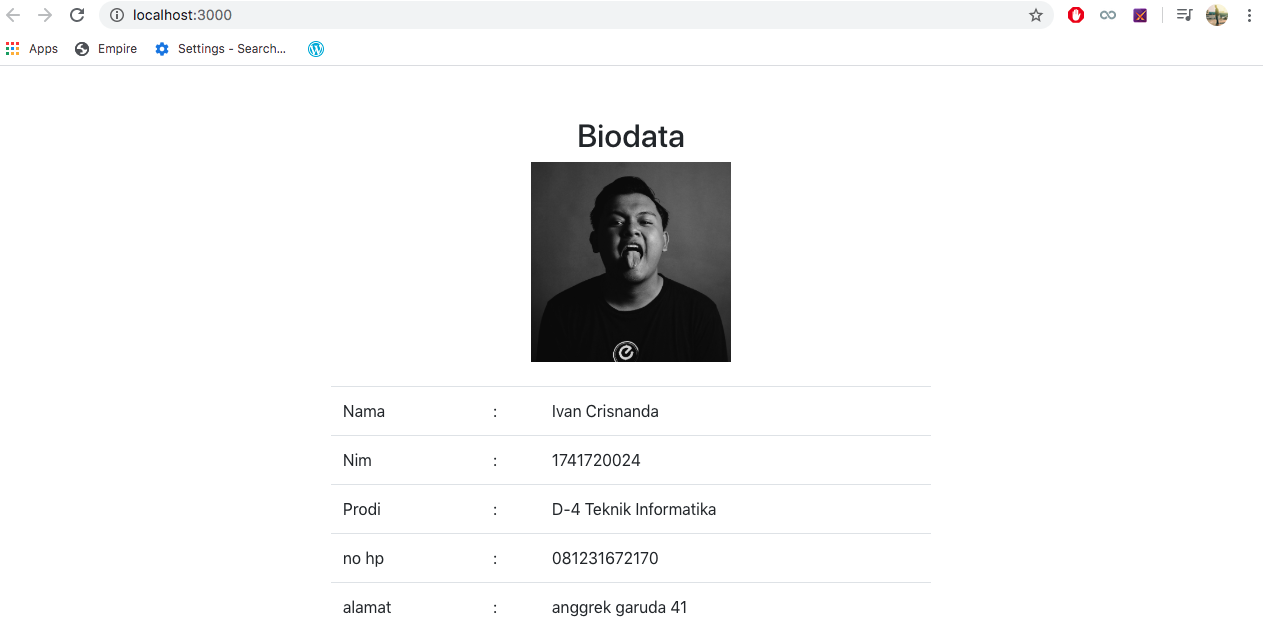 localhost:3000
Apps Empire Settings - Search...
Biodata
Nama : Ivan Crisnanda
Nim : 1741720024
Prodi : D-4 Teknik Informatika
no hp : 081231672170
alamat : anggrek garuda 41